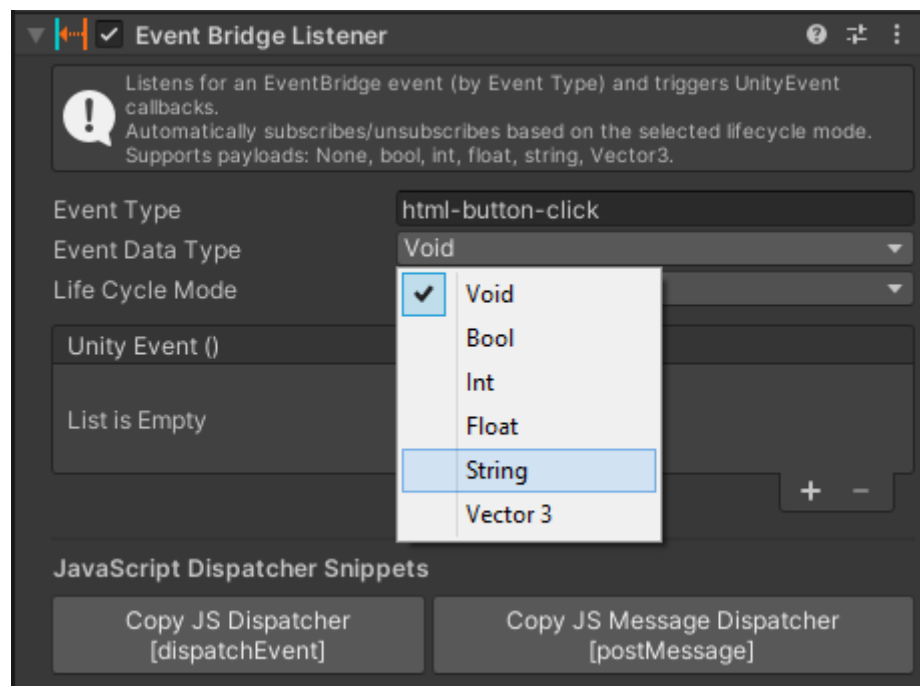 Event Bridge Listener
Listens for an EventBridge event (by Event Type) and triggers UnityEvent
callbacks.
Automatically subscribes/unsubscribes based on the selected lifecycle mode.
Supports payloads: None, bool, int, float, string, Vector3.
Event Type html-button-click
Event Data Type Void
Life Cycle Mode
Void
Bool
Int
Float
String
Vector 3
Unity Event ()
List is Empty
+ −
JavaScript Dispatcher Snippets
Copy JS Dispatcher
[dispatchEvent]
Copy JS Message Dispatcher
[postMessage]